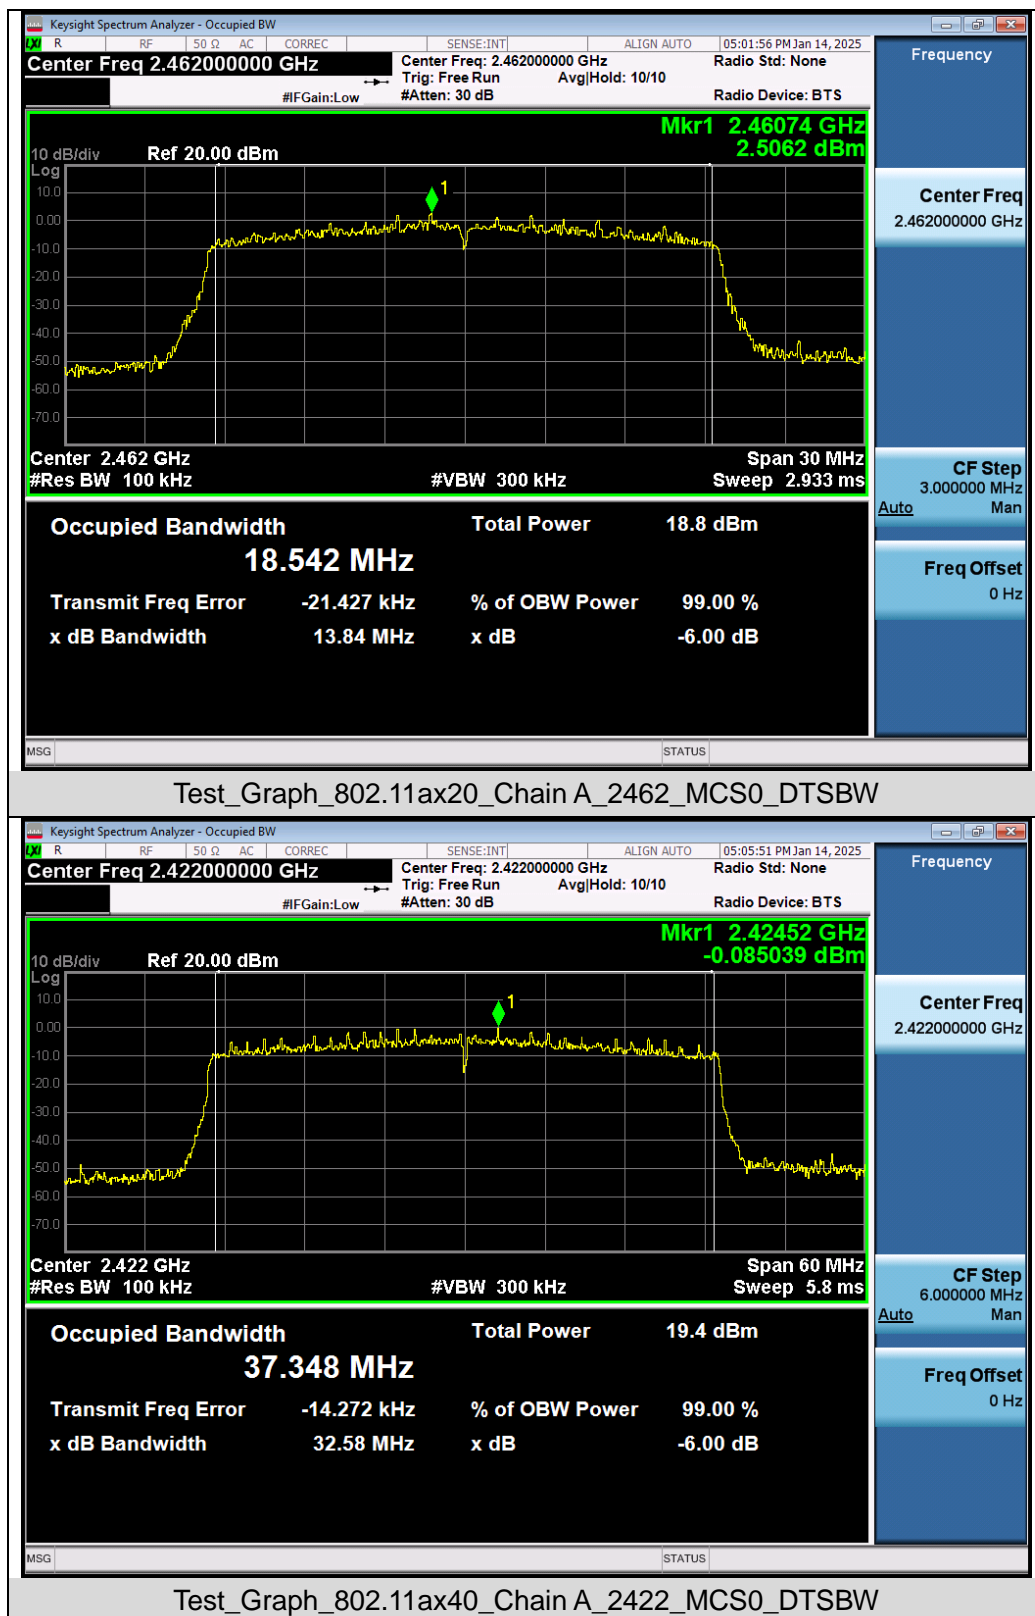 Keysight Spectrum Analyzer - Occupied BW
LXI R RF 50 Ω AC CORREC SENSE:INT ALIGN AUTO 05:01:56 PM Jan 14, 2025
Center Freq 2.462000000 GHz Center Freq: 2.462000000 GHz Radio Std: None Frequency
Trig: Free Run Avg|Hold: 10/10
#IFGain:Low #Atten: 30 dB Radio Device: BTS
Mkr1 2.46074 GHz
2.5062 dBm
10 dB/div Ref 20.00 dBm
Log
10.0
0.00
-10.0
-20.0
-30.0
-40.0
-50.0
-60.0
-70.0
1
Center Freq
2.462000000 GHz
Center 2.462 GHz Span 30 MHz
#Res BW 100 kHz #VBW 300 kHz Sweep 2.933 ms
CF Step
3.000000 MHz
Auto Man
Occupied Bandwidth Total Power 18.8 dBm
18.542 MHz
Freq Offset
0 Hz
Transmit Freq Error -21.427 kHz % of OBW Power 99.00 %
x dB Bandwidth 13.84 MHz x dB -6.00 dB
MSG STATUS
Test_Graph_802.11ax20_Chain A_2462_MCS0_DTSBW
Keysight Spectrum Analyzer - Occupied BW
LXI R RF 50 Ω AC CORREC SENSE:INT ALIGN AUTO 05:05:51 PM Jan 14, 2025
Center Freq 2.422000000 GHz Center Freq: 2.422000000 GHz Radio Std: None Frequency
Trig: Free Run Avg|Hold: 10/10
#IFGain:Low #Atten: 30 dB Radio Device: BTS
Mkr1 2.42452 GHz
-0.085039 dBm
10 dB/div Ref 20.00 dBm
Log
10.0
0.00
-10.0
-20.0
-30.0
-40.0
-50.0
-60.0
-70.0
1
Center Freq
2.422000000 GHz
Center 2.422 GHz Span 60 MHz
#Res BW 100 kHz #VBW 300 kHz Sweep 5.8 ms
CF Step
6.000000 MHz
Auto Man
Occupied Bandwidth Total Power 19.4 dBm
37.348 MHz
Freq Offset
0 Hz
Transmit Freq Error -14.272 kHz % of OBW Power 99.00 %
x dB Bandwidth 32.58 MHz x dB -6.00 dB
MSG STATUS
Test_Graph_802.11ax40_Chain A_2422_MCS0_DTSBW